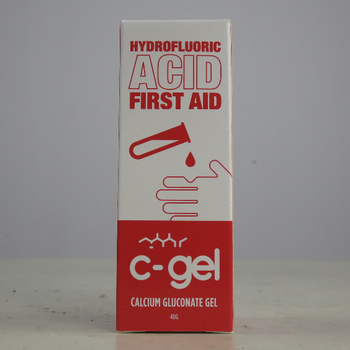 HYDROFLUORIC
ACID
FIRST AID
c-gel
CALCIUM GLUCONATE GEL
40G